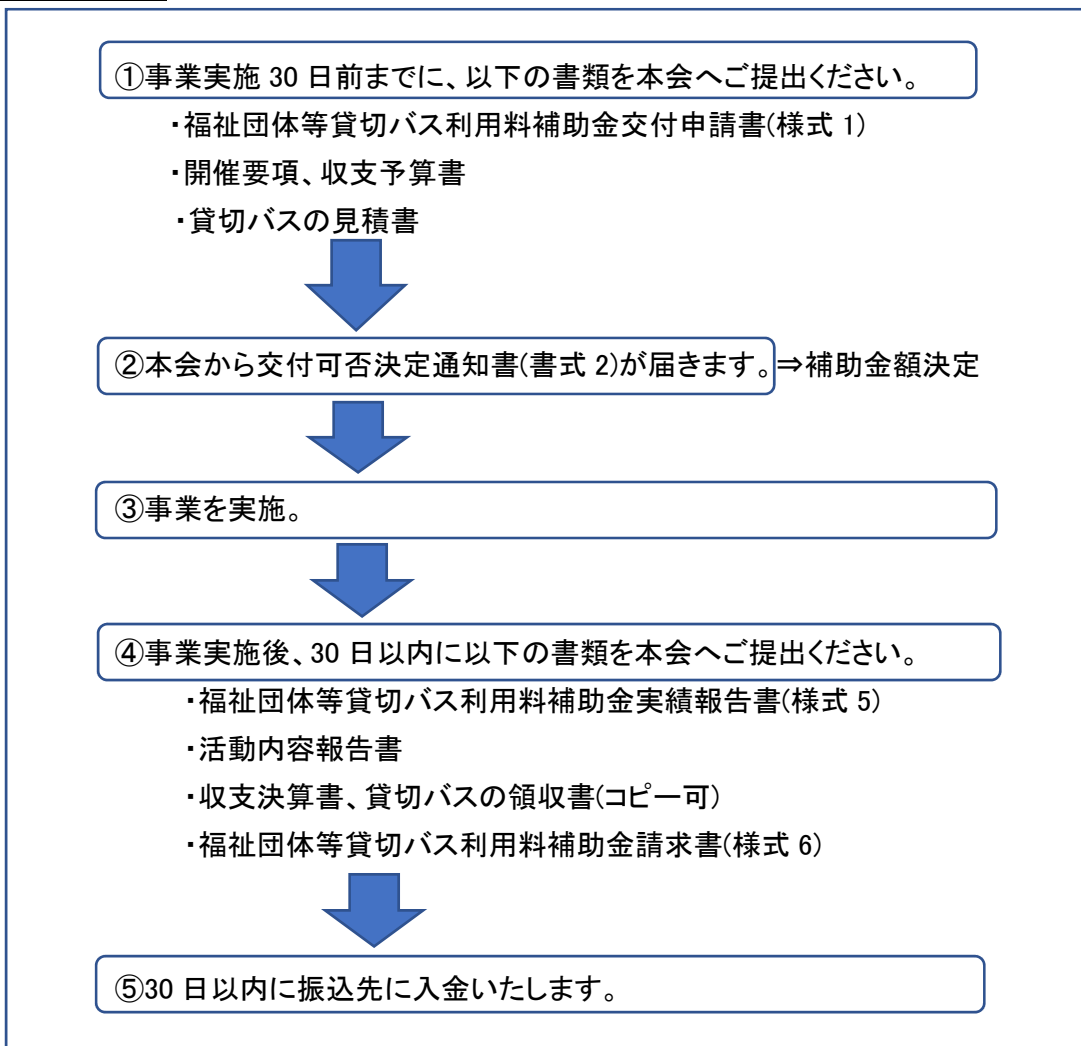 ①事業実施 30 日前までに、以下の書類を本会へご提出ください。
・福祉団体等貸切バス利用料補助金交付申請書(様式 1)
・開催要項、収支予算書
・貸切バスの見積書
②本会から交付可否決定通知書(書式 2)が届きます。⇒補助金額決定
③事業を実施。
④事業実施後、30 日以内に以下の書類を本会へご提出ください。
・福祉団体等貸切バス利用料補助金実績報告書(様式 5)
・活動内容報告書
・収支決算書、貸切バスの領収書(コピー可)
・福祉団体等貸切バス利用料補助金請求書(様式 6)
⑤30 日以内に振込先に入金いたします。